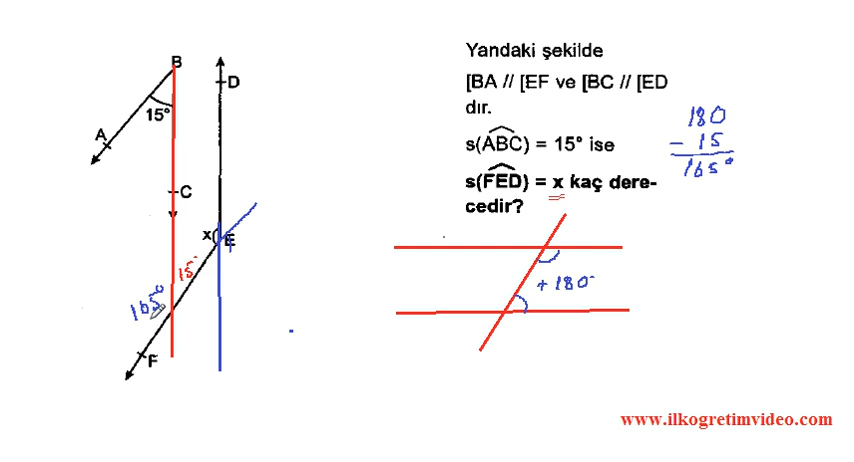 B
D
15°
A
C
x
E
15°
165°
F
Yandaki şekilde
[BA // [EF ve [BC // [ED
dır.
s(ABC) = 15° ise
s(FED) = x kaç dere-
cedir?
180
- 15
165°
+ 180°
www.ilkogretimvideo.com